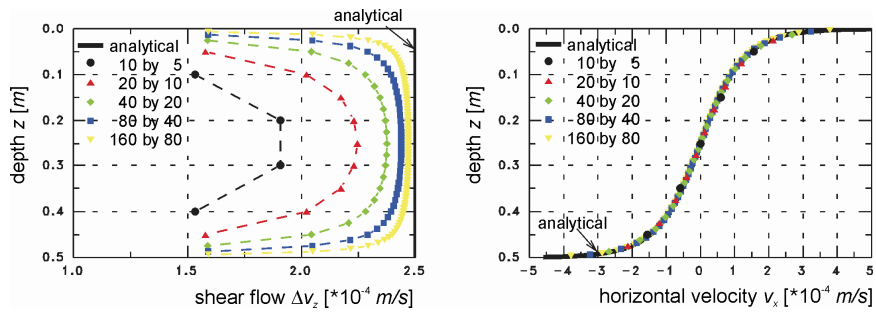 analytical
0.0
0.1
0.2
0.3
0.4
0.5
depth z [m]
analytical
10 by 5
20 by 10
40 by 20
80 by 40
160 by 80
1.0 1.5 2.0 2.5
shear flow Δvz [*10-4 m/s]
0.0
0.1
0.2
0.3
0.4
0.5
depth z [m]
analytical
10 by 5
20 by 10
40 by 20
80 by 40
160 by 80
analytical
-5 -4 -3 -2 -1 0 1 2 3 4 5
horizontal velocity vx [*10-4 m/s]